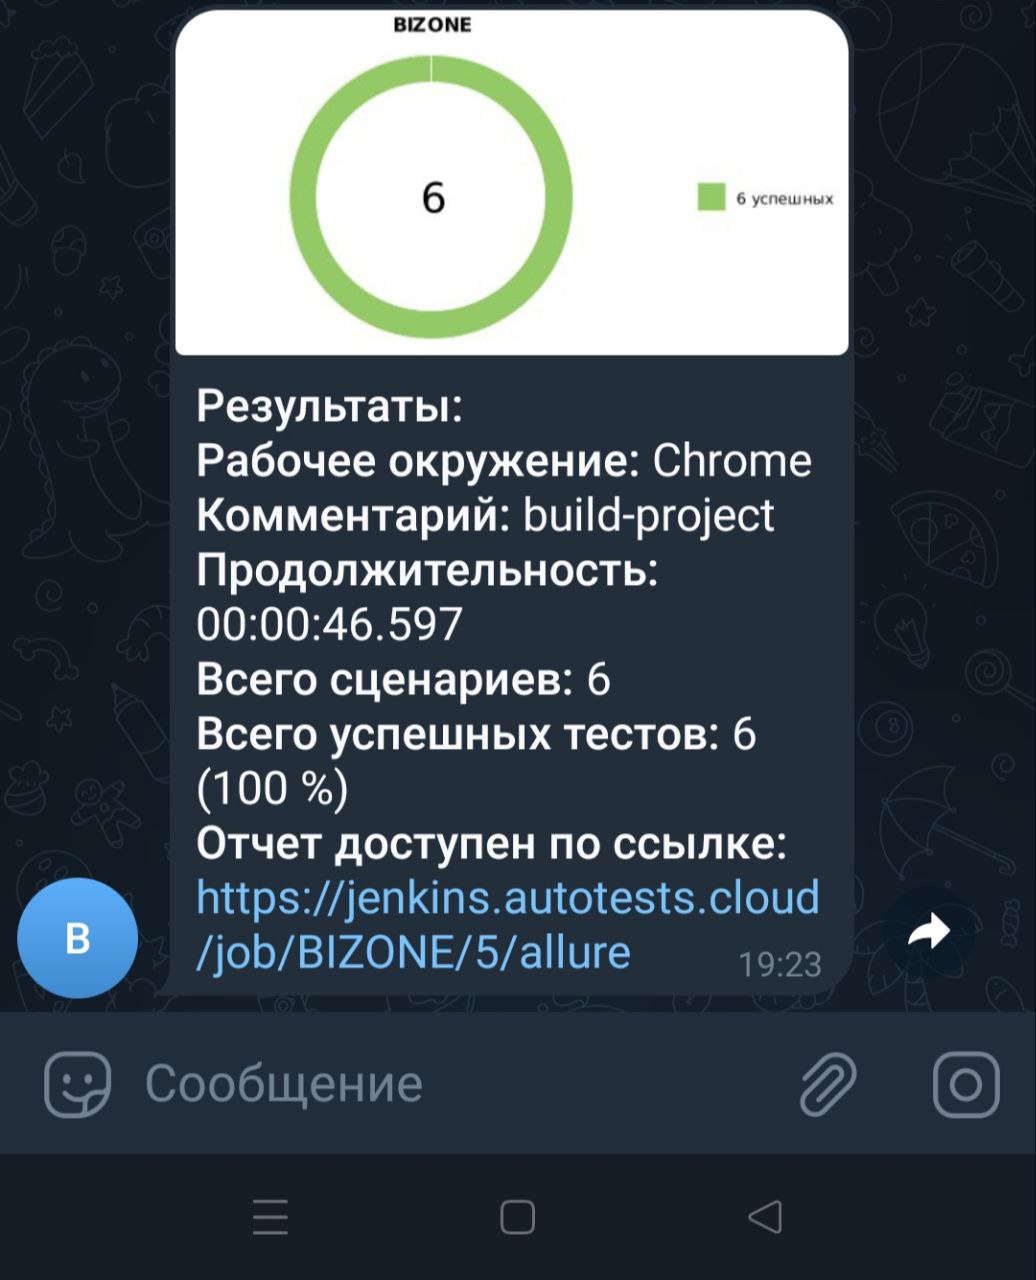 BIZONE
6
6 успешных
Результаты:
Рабочее окружение: Chrome
Комментарий: build-project
Продолжительность:
00:00:46.597
Всего сценариев: 6
Всего успешных тестов: 6
(100 %)
Отчет доступен по ссылке:
https://jenkins.autotests.cloud
/job/BIZONE/5/allure
19:23
B
Сообщение